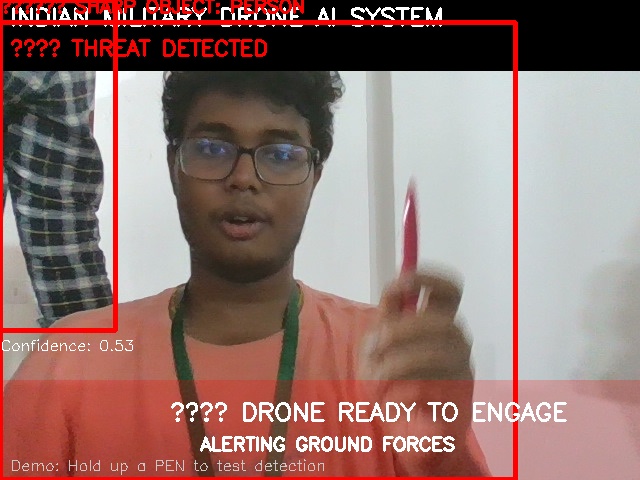 ?????? SHARP OBJECT: PERSON
INDIAN MILITARY DRONE AI SYSTEM
???? THREAT DETECTED
Confidence: 0.53
???? DRONE READY TO ENGAGE
ALERTING GROUND FORCES
Demo: Hold up a PEN to test detection